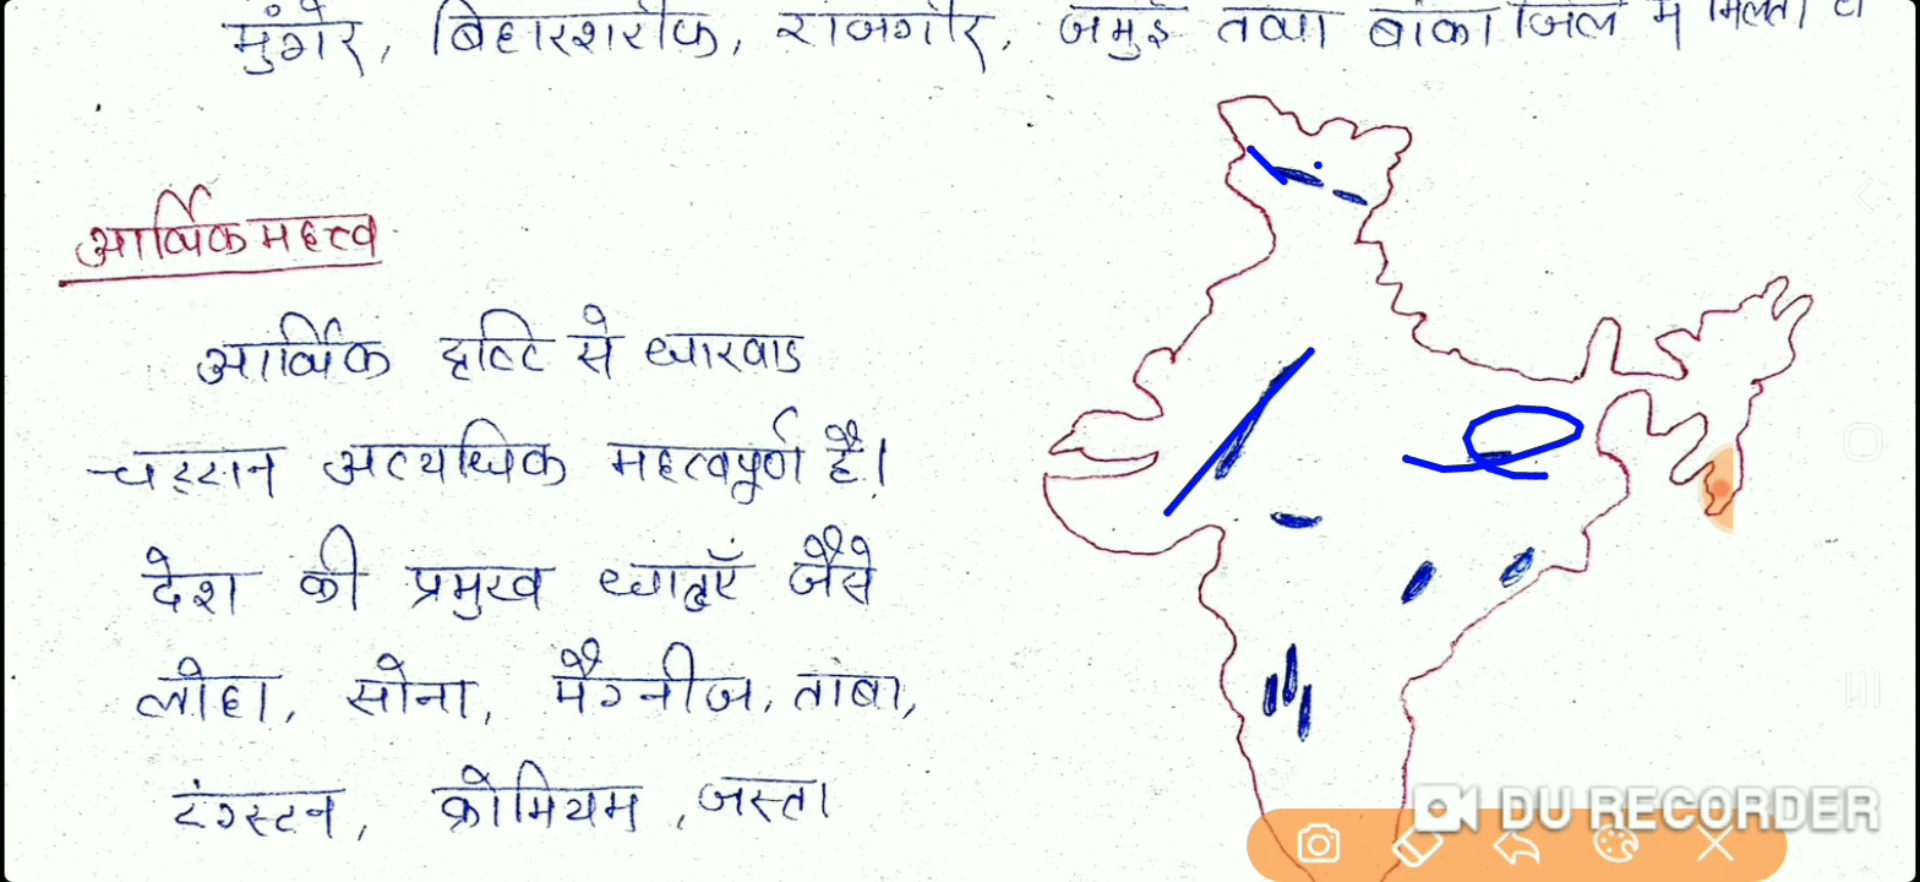 मुंगेर, बिहारशरीफ, राजगीर, जमुई तथा बांका जिले में मिलता है
आर्थिक महत्त्व
आर्थिक दृष्टि से धारवाड
चट्टान अत्यधिक महत्वपूर्ण है।
देश की प्रमुख धातुएँ जैसे
लोहा, सोना, मैग्नीज, तांबा,
टंगस्टन, क्रोमियम, जस्ता
DU RECORDER